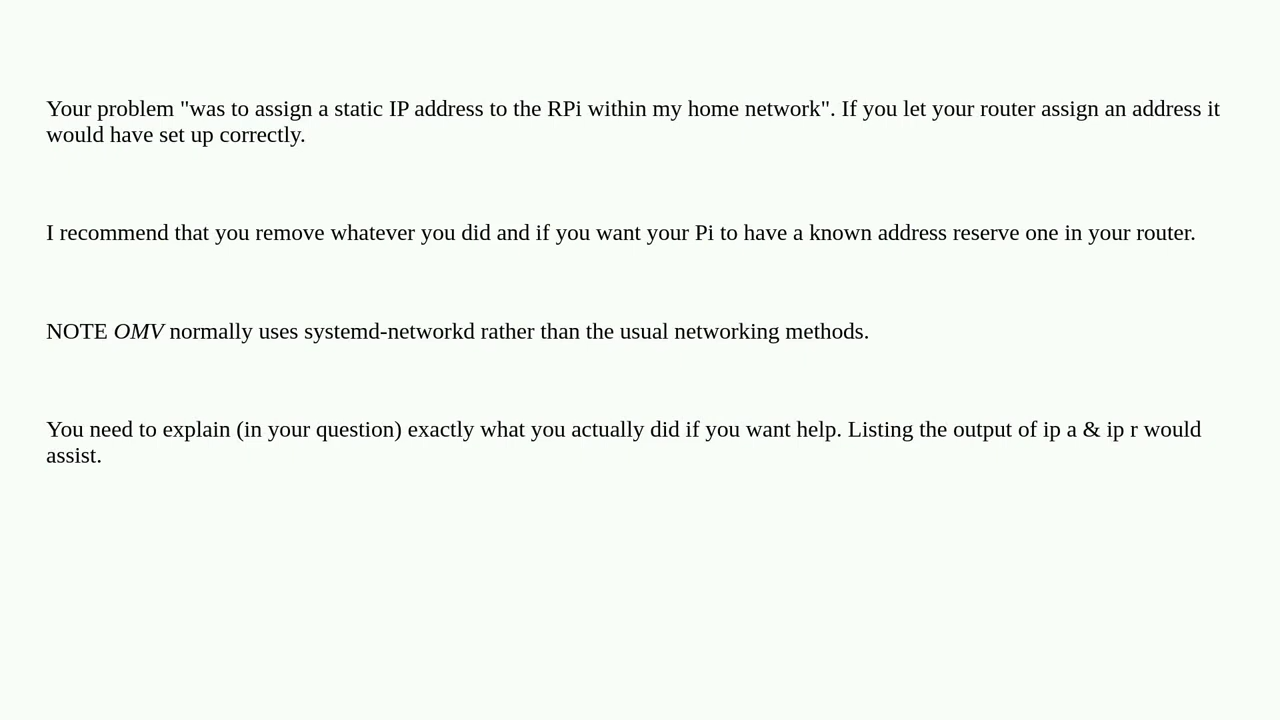 Your problem "was to assign a static IP address to the RPi within my home network". If you let your router assign an address it
would have set up correctly.
I recommend that you remove whatever you did and if you want your Pi to have a known address reserve one in your router.
NOTE OMV normally uses systemd-networkd rather than the usual networking methods.
You need to explain (in your question) exactly what you actually did if you want help. Listing the output of ip a & ip r would
assist.